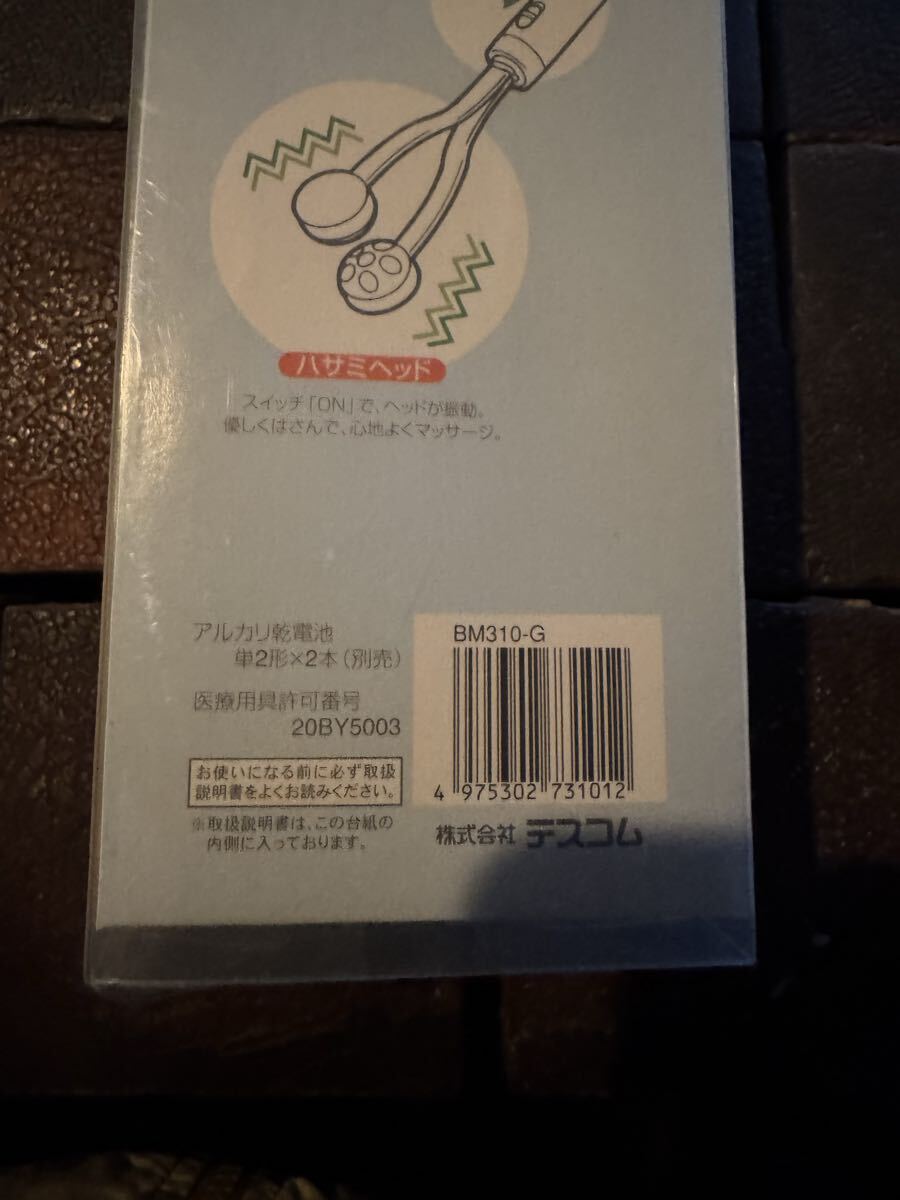 ハサミヘッド
スイッチ「ON」で、ヘッドが振動。
優しくはさんで、心地よくマッサージ。
アルカリ乾電池
単2形×2本(別売)
医療用具許可番号
20BY5003
お使いになる前に必ず取扱
説明書をよくお読みください。
※取扱説明書は、この台紙の
内側に入っております。
BM310-G
4 975302 731012
株式会社 テスコム